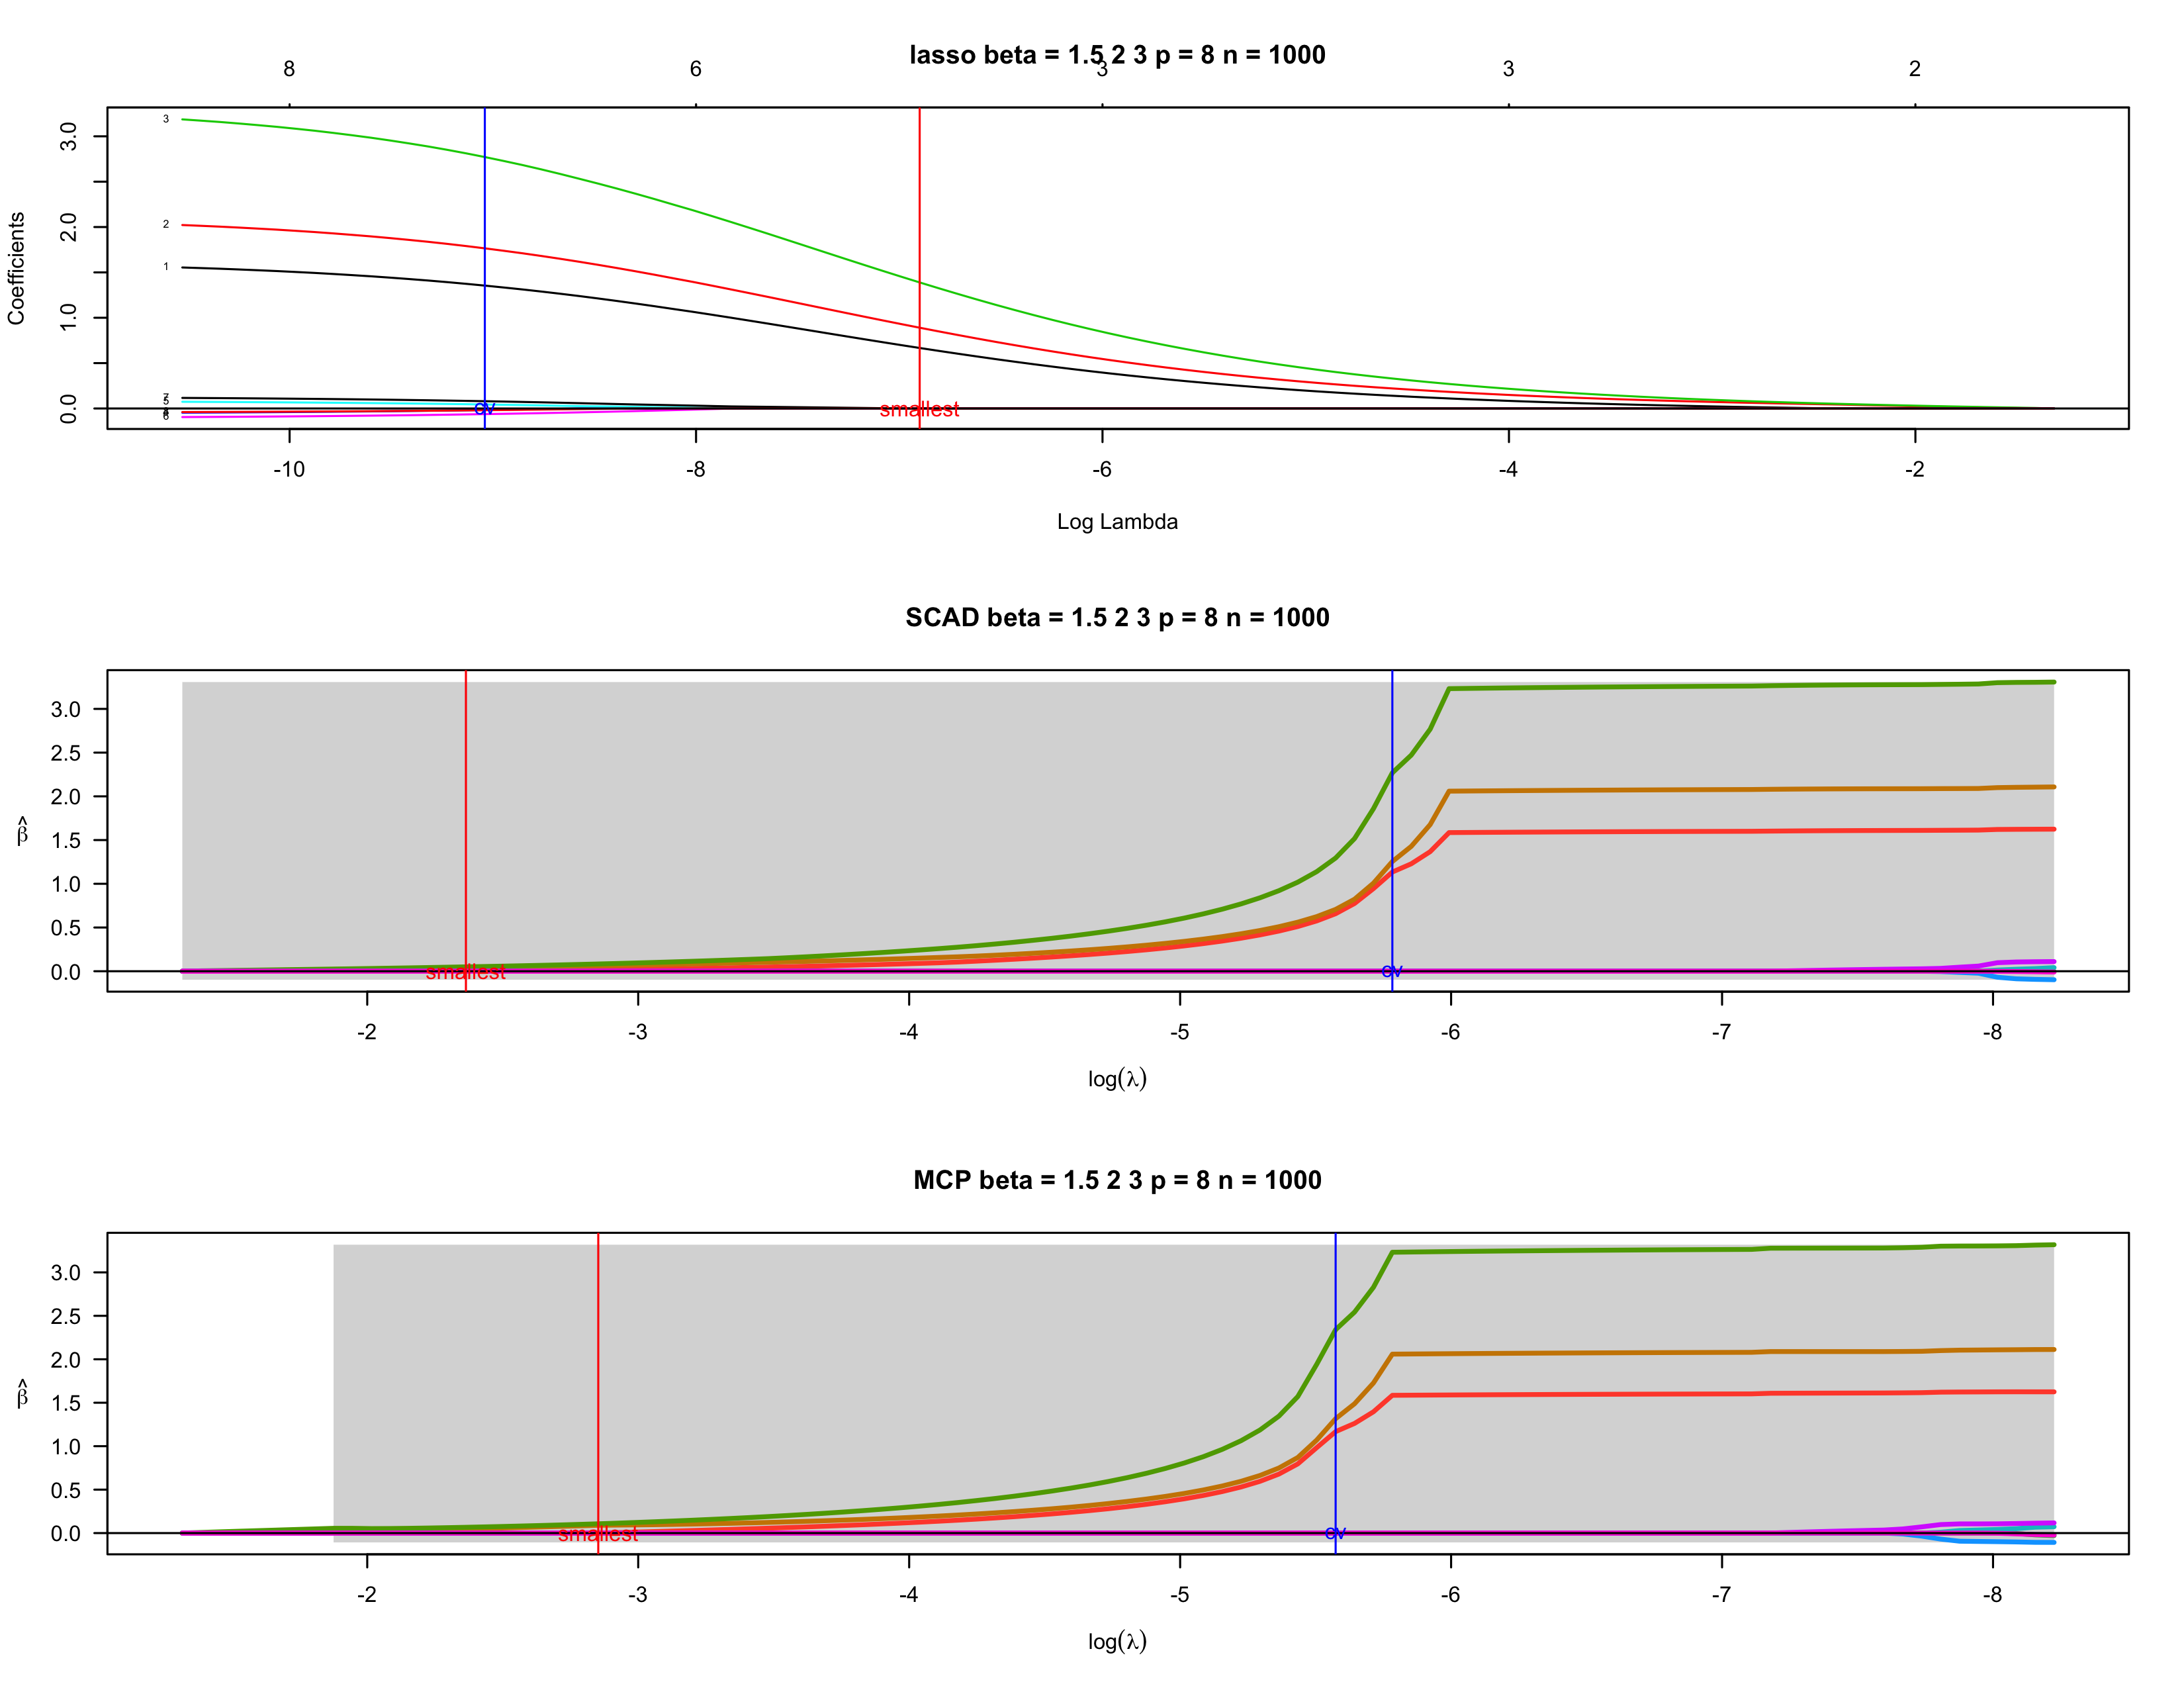 lasso beta = 1.5 2 3 p = 8 n = 1000
8 6 3 3 2
Coefficients
3.0
2.0
1.0
0.0
3
2
1
7
5
6
cv
smallest
-10 -8 -6 -4 -2
Log Lambda
SCAD beta = 1.5 2 3 p = 8 n = 1000
β̂
3.0
2.5
2.0
1.5
1.0
0.5
0.0
smallest
cv
-2 -3 -4 -5 -6 -7 -8
log(λ)
MCP beta = 1.5 2 3 p = 8 n = 1000
β̂
3.0
2.5
2.0
1.5
1.0
0.5
0.0
smallest
cv
-2 -3 -4 -5 -6 -7 -8
log(λ)